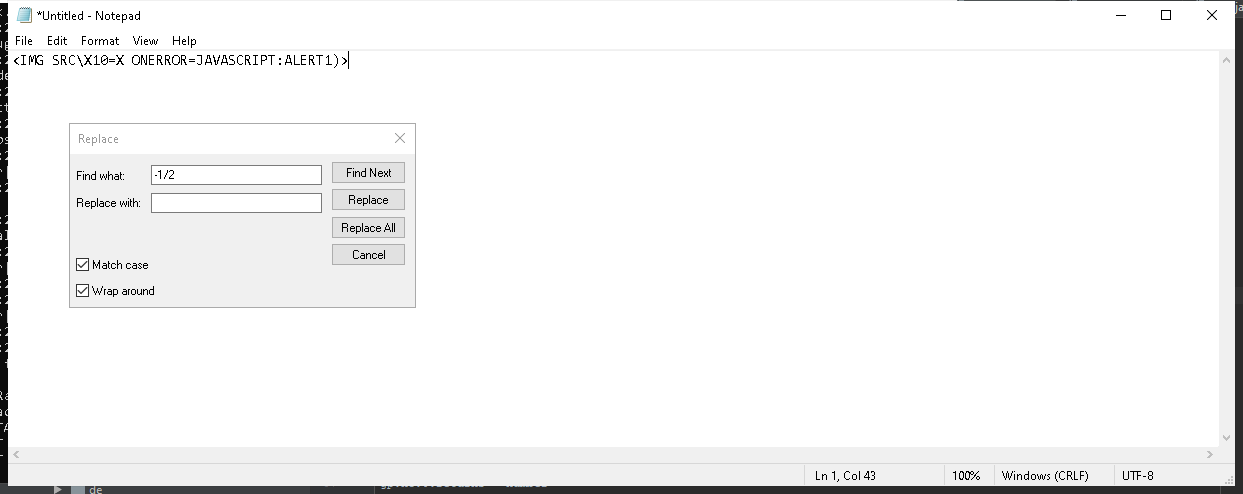 *Untitled - Notepad
File Edit Format View Help
<IMG SRC\X10=X ONERROR=JAVASCRIPT:ALERT1)>
Replace
Find what: -1/2 Find Next
Replace with: Replace
Replace All
Cancel
Match case
Wrap around
Ln 1, Col 43 100% Windows (CRLF) UTF-8
de